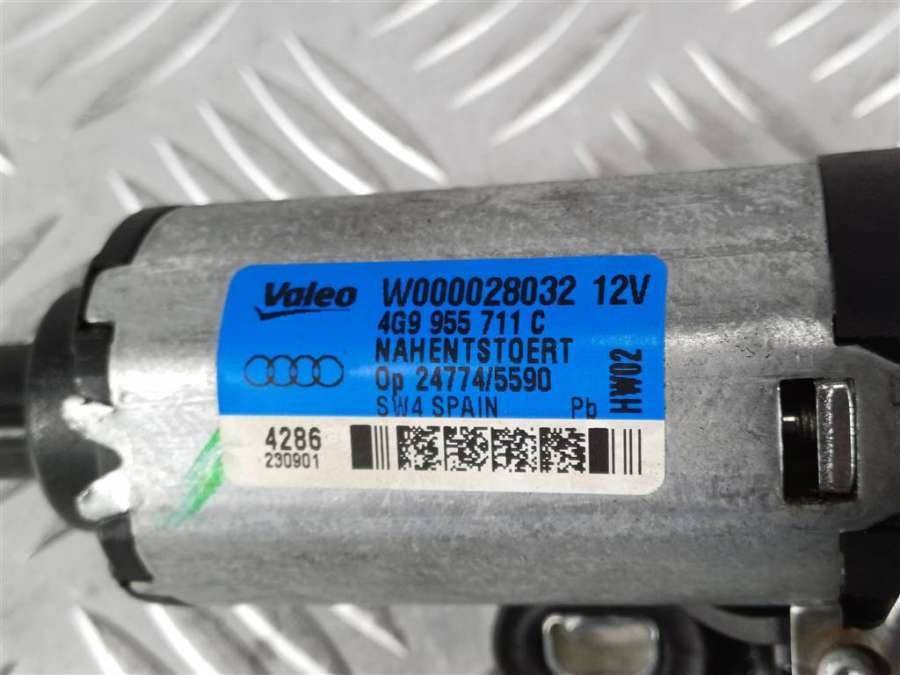 Valeo W000028032 12V
4G9 955 711 C
NAHENTSTOERT
Op 24774/5590
SW4 SPAIN Pb
HW02
4286
230901